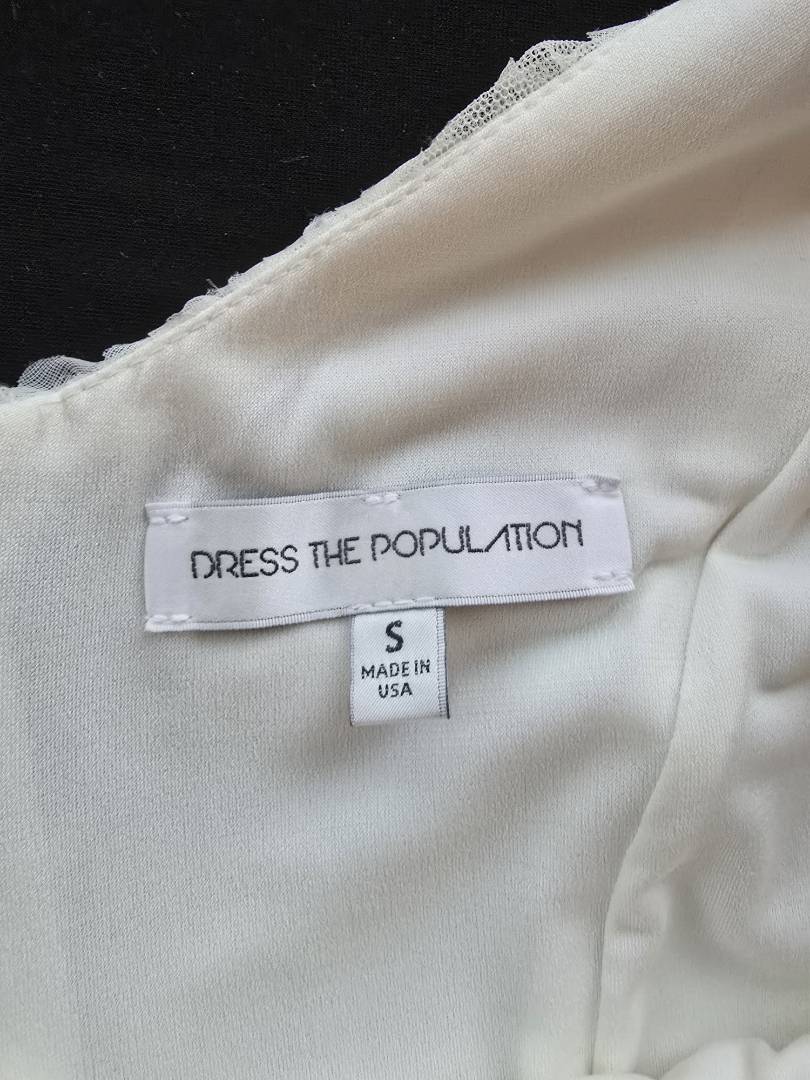 DRESS THE POPULATION
S
MADE IN
USA